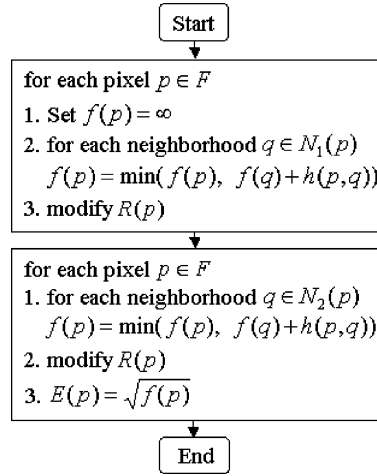 Start
for each pixel p ∈ F
1. Set f(p) = ∞
2. for each neighborhood q ∈ N₁(p)
f(p) = min( f(p), f(q) + h(p,q))
3. modify R(p)
for each pixel p ∈ F
1. for each neighborhood q ∈ N₂(p)
f(p) = min( f(p), f(q) + h(p,q))
2. modify R(p)
3. E(p) = √f(p)
End